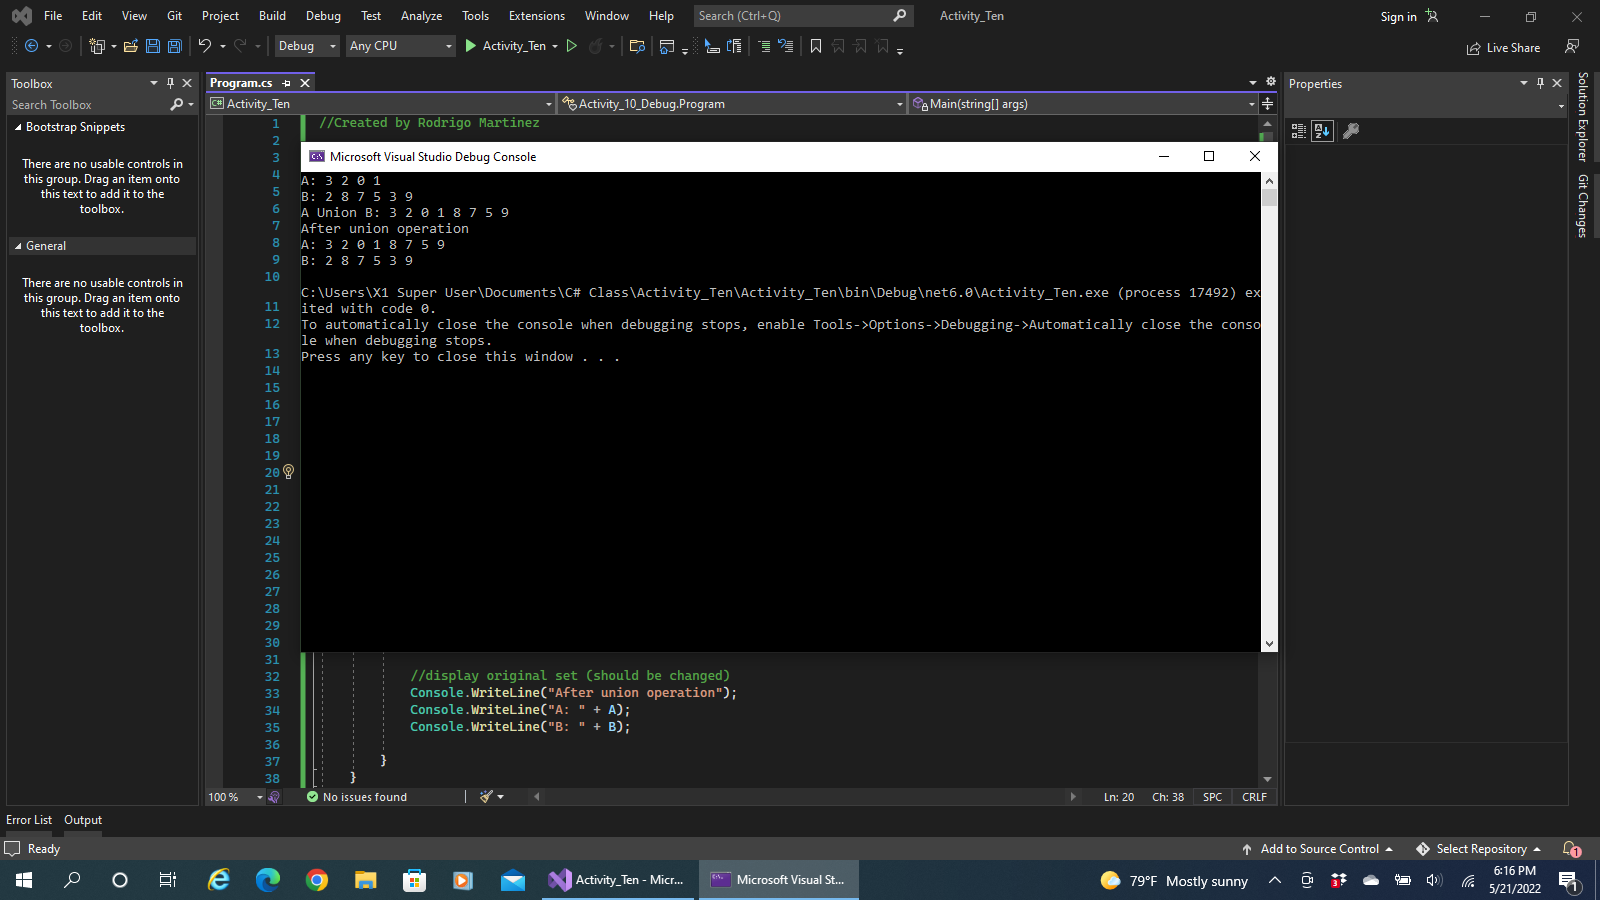 File Edit View Git Project Build Debug Test Analyze Tools Extensions Window Help Search (Ctrl+Q) Activity_Ten Sign in
Debug Any CPU Activity_Ten Live Share
Toolbox
Search Toolbox
Bootstrap Snippets
There are no usable controls in
this group. Drag an item onto
this text to add it to the
toolbox.
General
There are no usable controls in
this group. Drag an item onto
this text to add it to the
toolbox.
Program.cs
C# Activity_Ten Activity_10_Debug.Program Main(string[] args)
1 //Created by Rodrigo Martinez
2
3
4
5
6
7
8
9
10
11
12
13
14
15
16
17
18
19
20
21
22
23
24
25
26
27
28
29
30
31
32 //display original set (should be changed)
33 Console.WriteLine("After union operation");
34 Console.WriteLine("A: " + A);
35 Console.WriteLine("B: " + B);
36
37 }
38 }
Microsoft Visual Studio Debug Console
A: 3 2 0 1
B: 2 8 7 5 3 9
A Union B: 3 2 0 1 8 7 5 9
After union operation
A: 3 2 0 1 8 7 5 9
B: 2 8 7 5 3 9
C:\Users\X1 Super User\Documents\C# Class\Activity_Ten\Activity_Ten\bin\Debug\net6.0\Activity_Ten.exe (process 17492) ex
ited with code 0.
To automatically close the console when debugging stops, enable Tools->Options->Debugging->Automatically close the conso
le when debugging stops.
Press any key to close this window . . .
100 % No issues found Ln: 20 Ch: 38 SPC CRLF
Properties
Solution Explorer
Git Changes
Error List Output
Ready Add to Source Control Select Repository 1
Activity_Ten - Micr... Microsoft Visual St... 79°F Mostly sunny 3 6:16 PM
5/21/2022 1